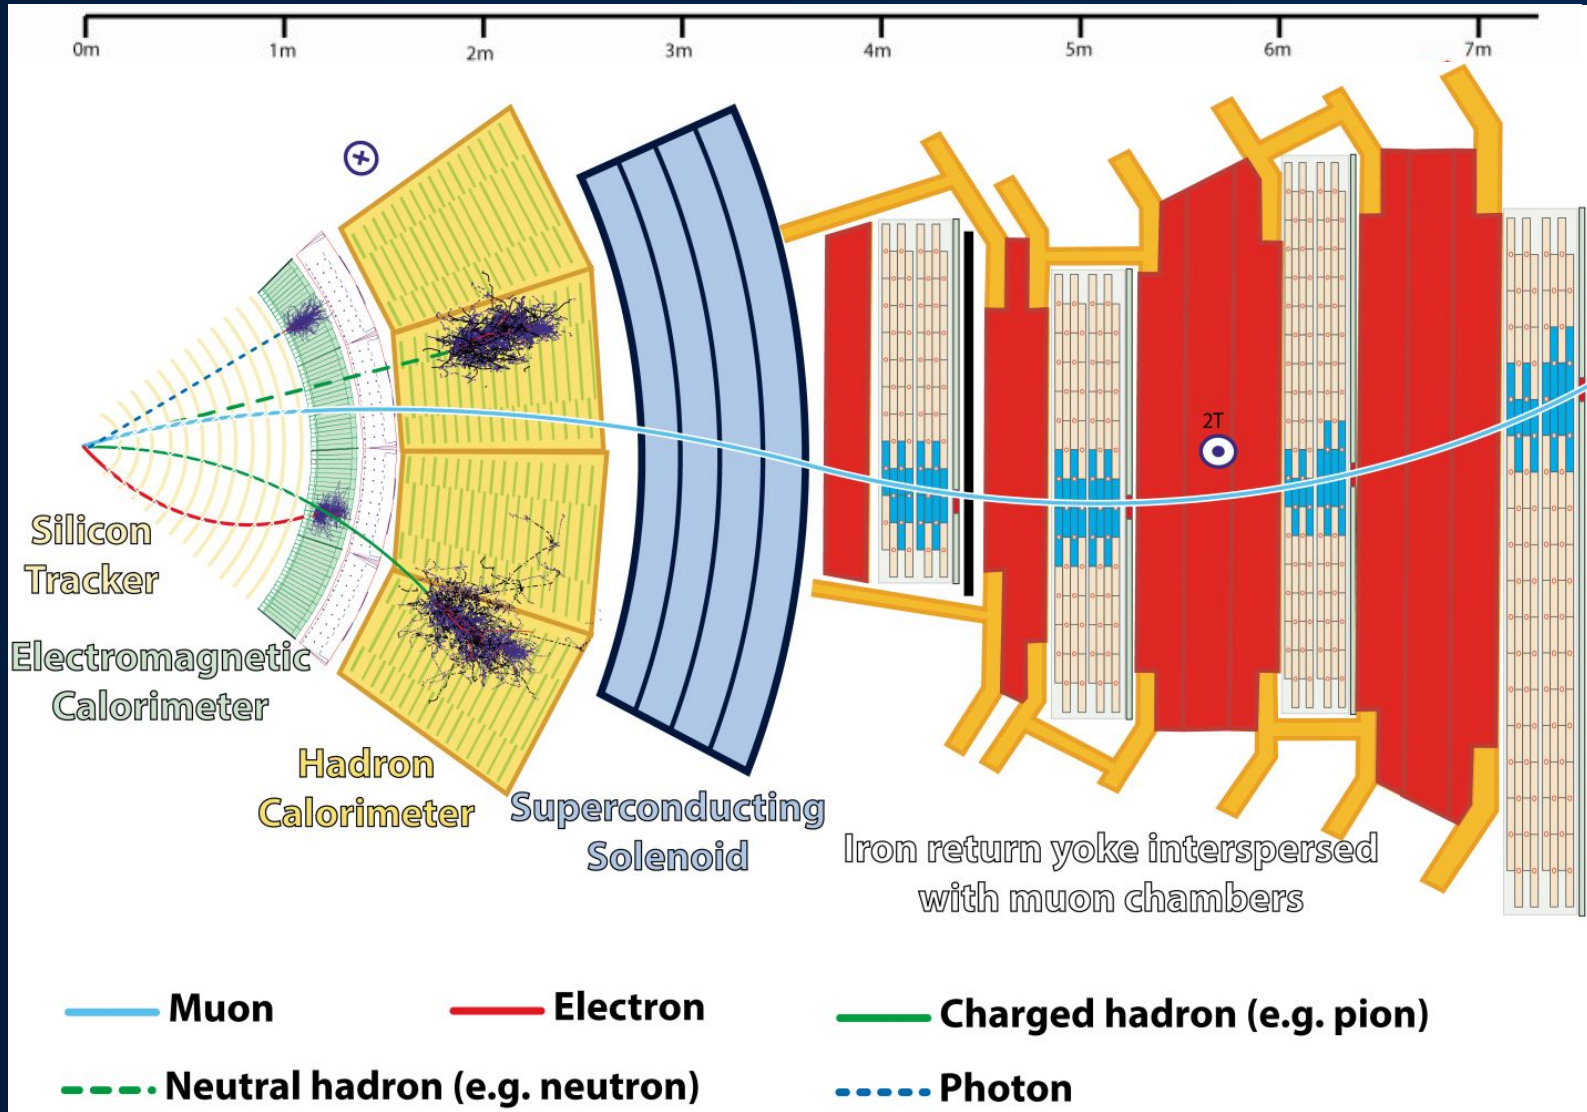 0m 1m 2m 3m 4m 5m 6m 7m
2T
Silicon
Tracker
Electromagnetic
Calorimeter
Hadron
Calorimeter
Superconducting
Solenoid
Iron return yoke interspersed
with muon chambers
Muon Electron Charged hadron (e.g. pion)
Neutral hadron (e.g. neutron) Photon